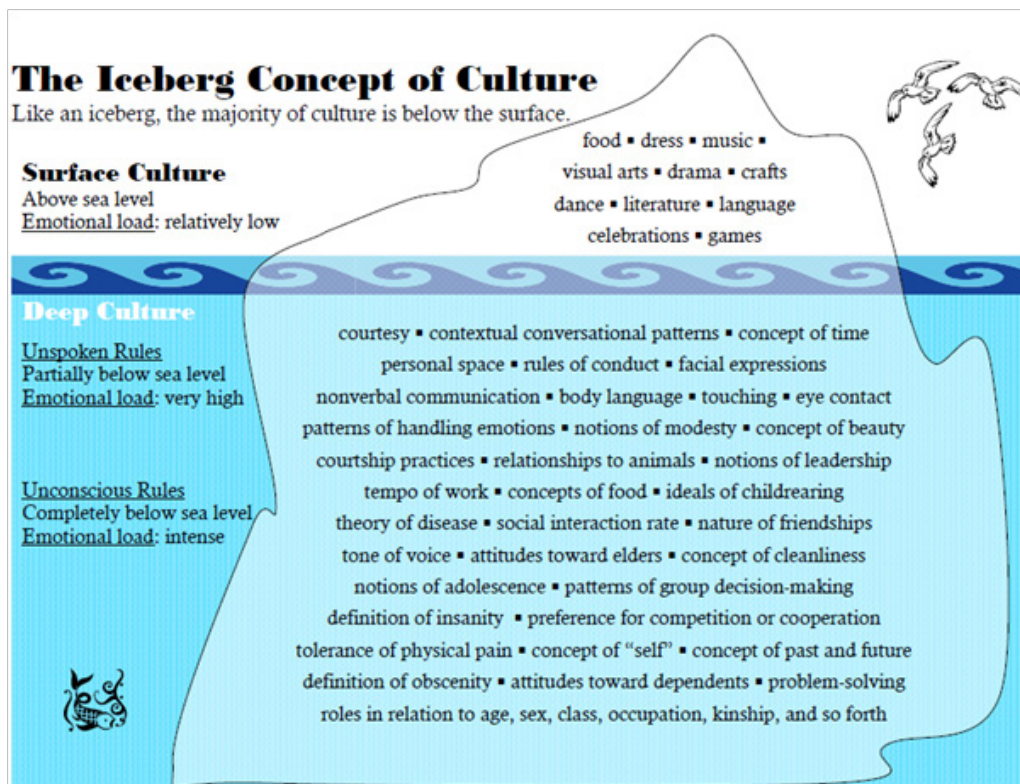 The Iceberg Concept of Culture
Like an iceberg, the majority of culture is below the surface.
Surface Culture
Above sea level
Emotional load: relatively low
food ▪ dress ▪ music ▪
visual arts ▪ drama ▪ crafts
dance ▪ literature ▪ language
celebrations ▪ games
Deep Culture
Unspoken Rules
Partially below sea level
Emotional load: very high
Unconscious Rules
Completely below sea level
Emotional load: intense
courtesy ▪ contextual conversational patterns ▪ concept of time
personal space ▪ rules of conduct ▪ facial expressions
nonverbal communication ▪ body language ▪ touching ▪ eye contact
patterns of handling emotions ▪ notions of modesty ▪ concept of beauty
courtship practices ▪ relationships to animals ▪ notions of leadership
tempo of work ▪ concepts of food ▪ ideals of childrearing
theory of disease ▪ social interaction rate ▪ nature of friendships
tone of voice ▪ attitudes toward elders ▪ concept of cleanliness
notions of adolescence ▪ patterns of group decision-making
definition of insanity ▪ preference for competition or cooperation
tolerance of physical pain ▪ concept of “self” ▪ concept of past and future
definition of obscenity ▪ attitudes toward dependents ▪ problem-solving
roles in relation to age, sex, class, occupation, kinship, and so forth